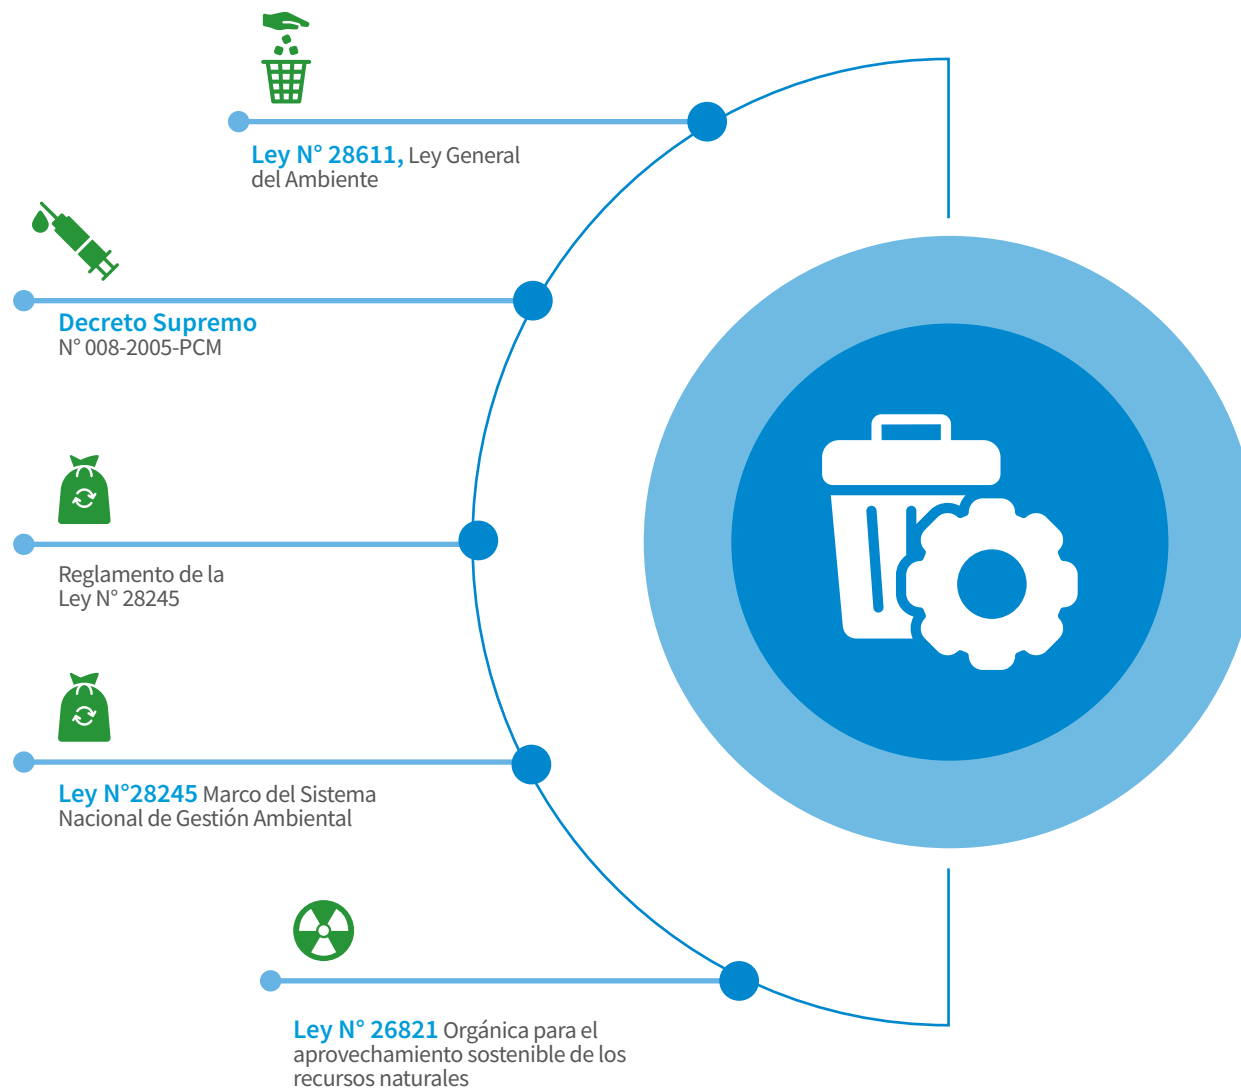 Ley N° 28611, Ley General
del Ambiente
Decreto Supremo
N° 008-2005-PCM
Reglamento de la
Ley N° 28245
Ley N°28245 Marco del Sistema
Nacional de Gestión Ambiental
Ley N° 26821 Orgánica para el
aprovechamiento sostenible de los
recursos naturales